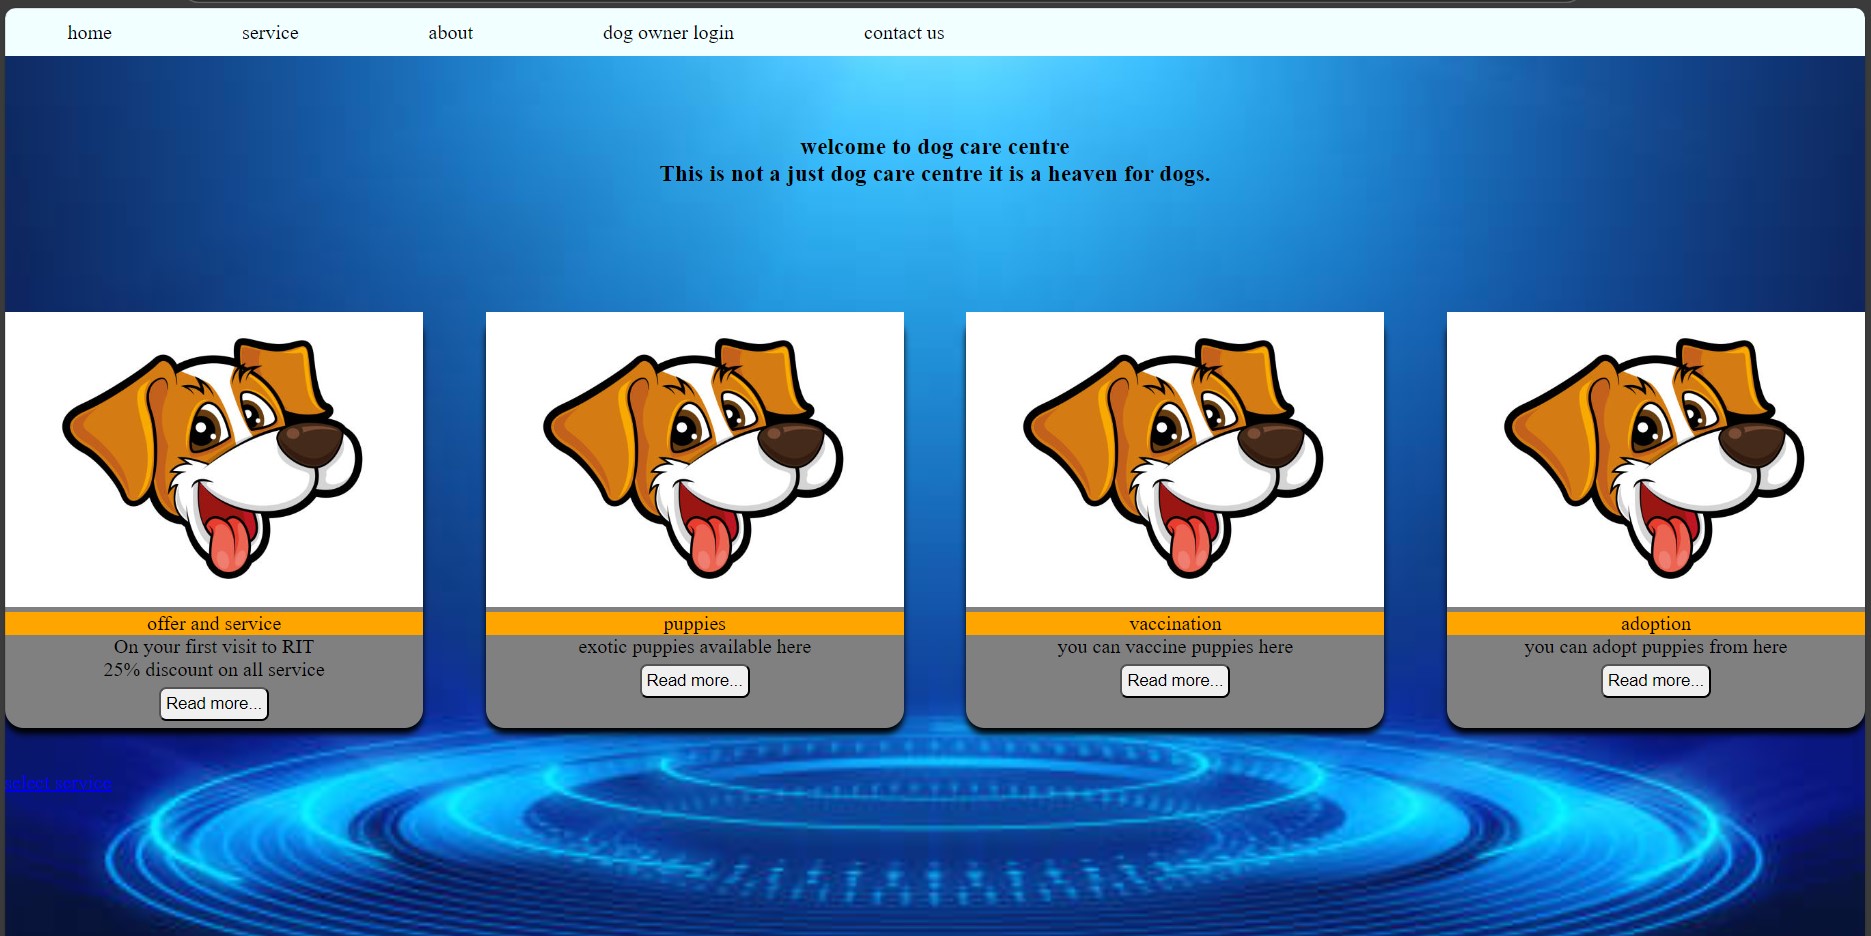 home service about dog owner login contact us
welcome to dog care centre
This is not a just dog care centre it is a heaven for dogs.
offer and service
On your first visit to RIT
25% discount on all service
Read more...
puppies
exotic puppies available here
Read more...
vaccination
you can vaccine puppies here
Read more...
adoption
you can adopt puppies from here
Read more...
select service